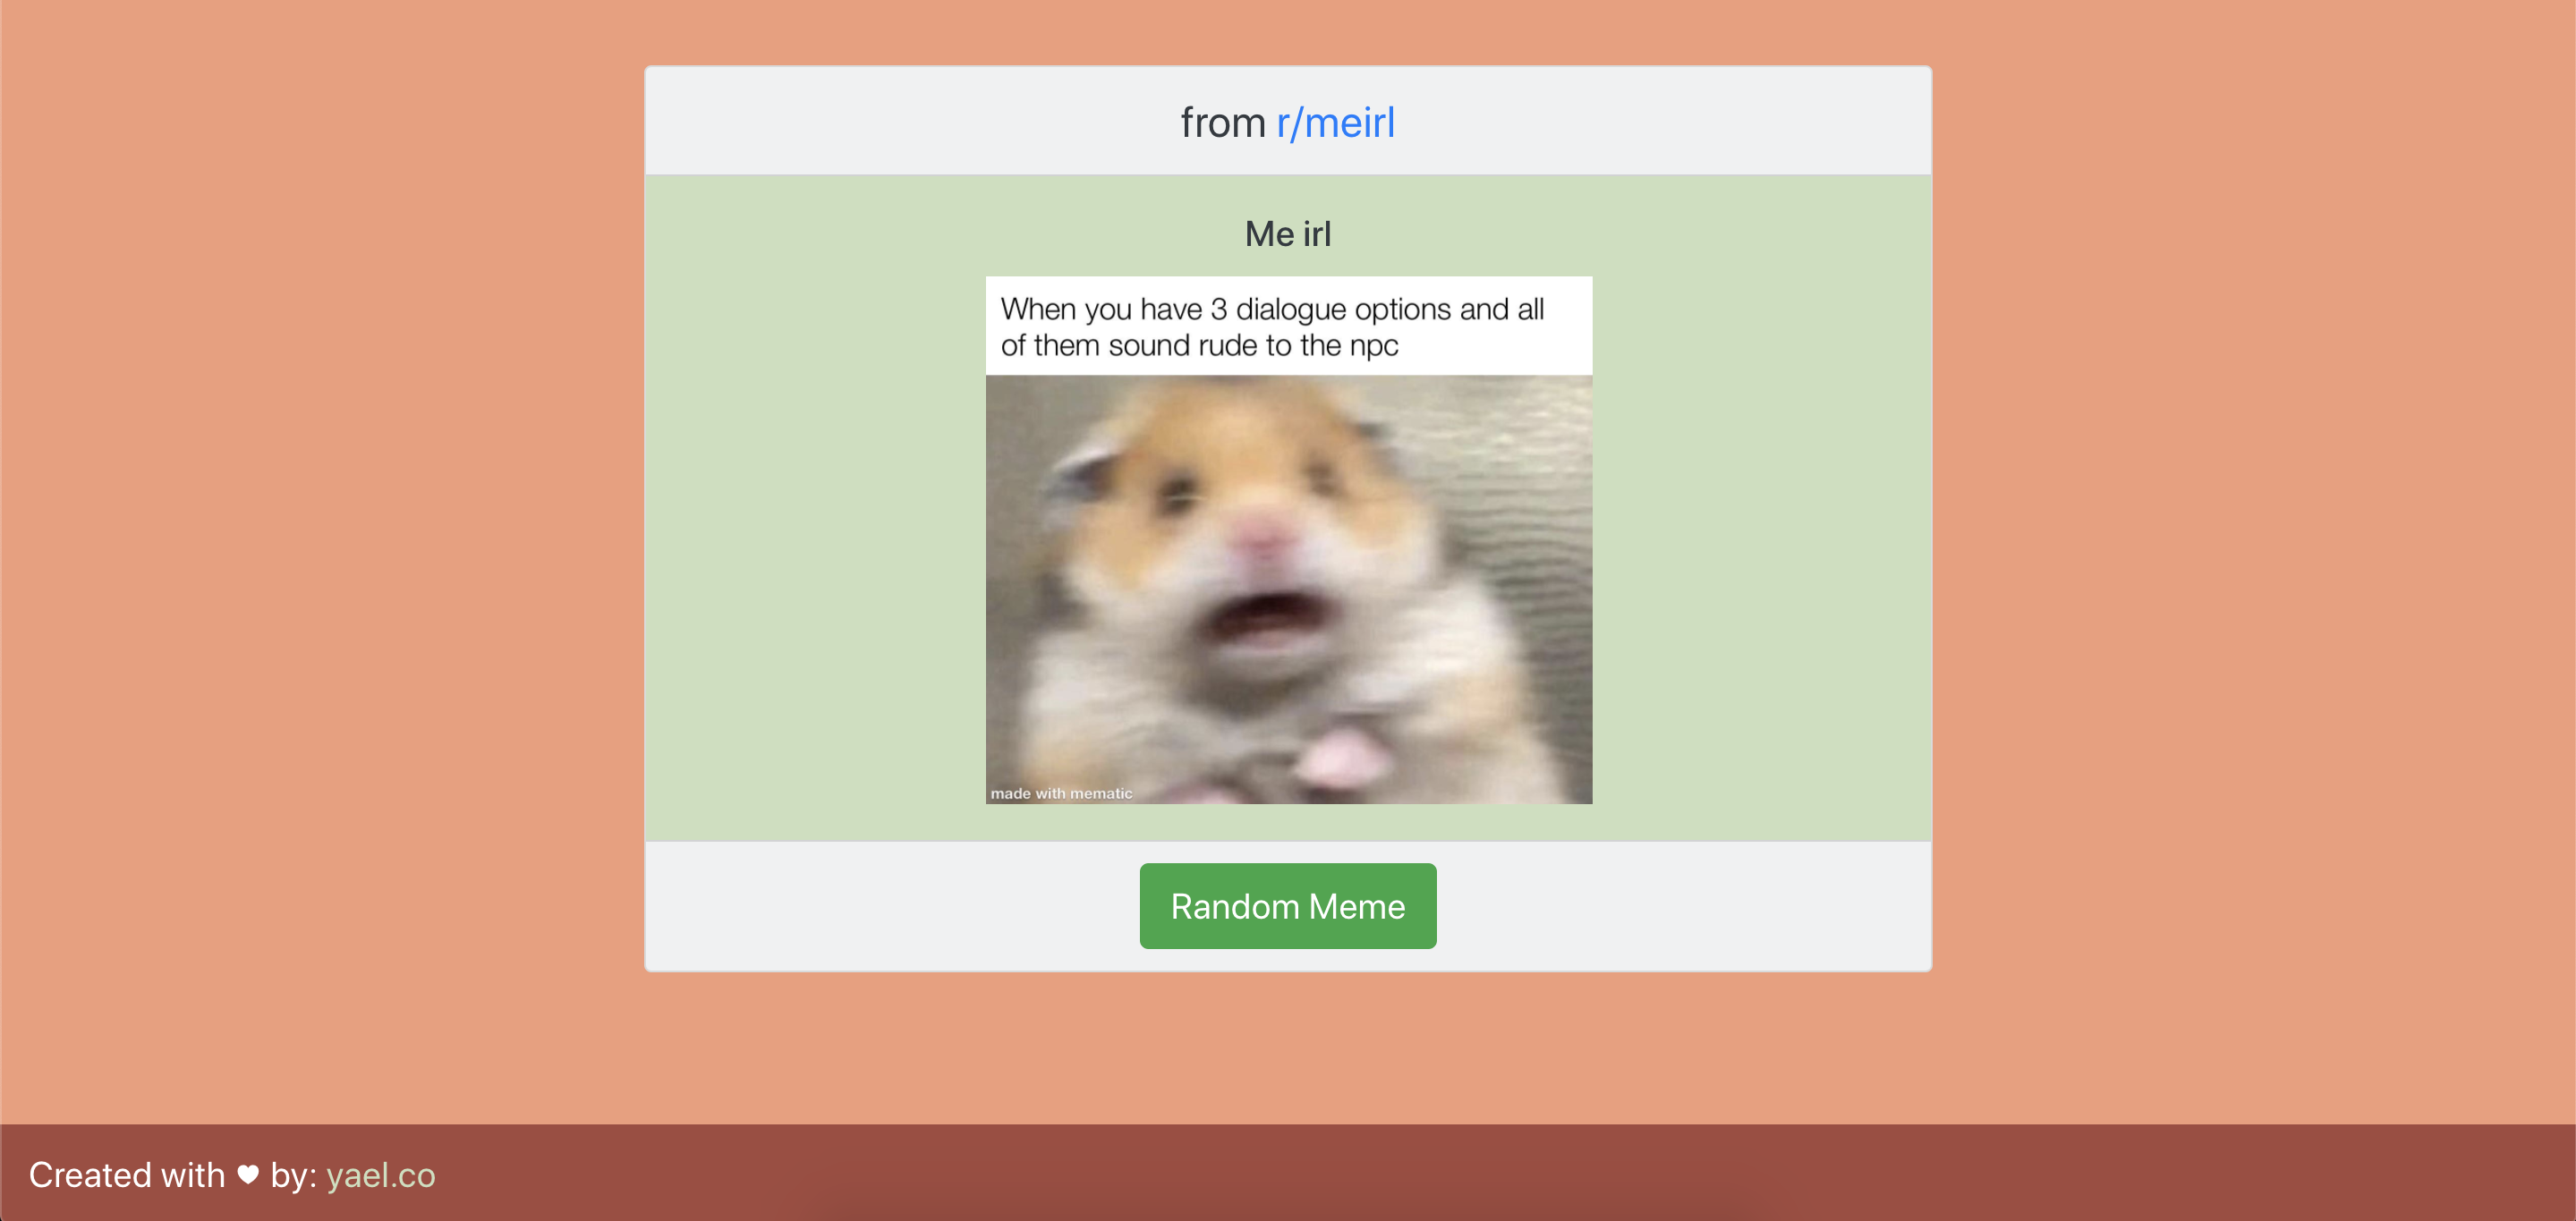 from r/meirl
Me irl
When you have 3 dialogue options and all
of them sound rude to the npc
made with mematic
Random Meme
Created with ♥ by: yael.co